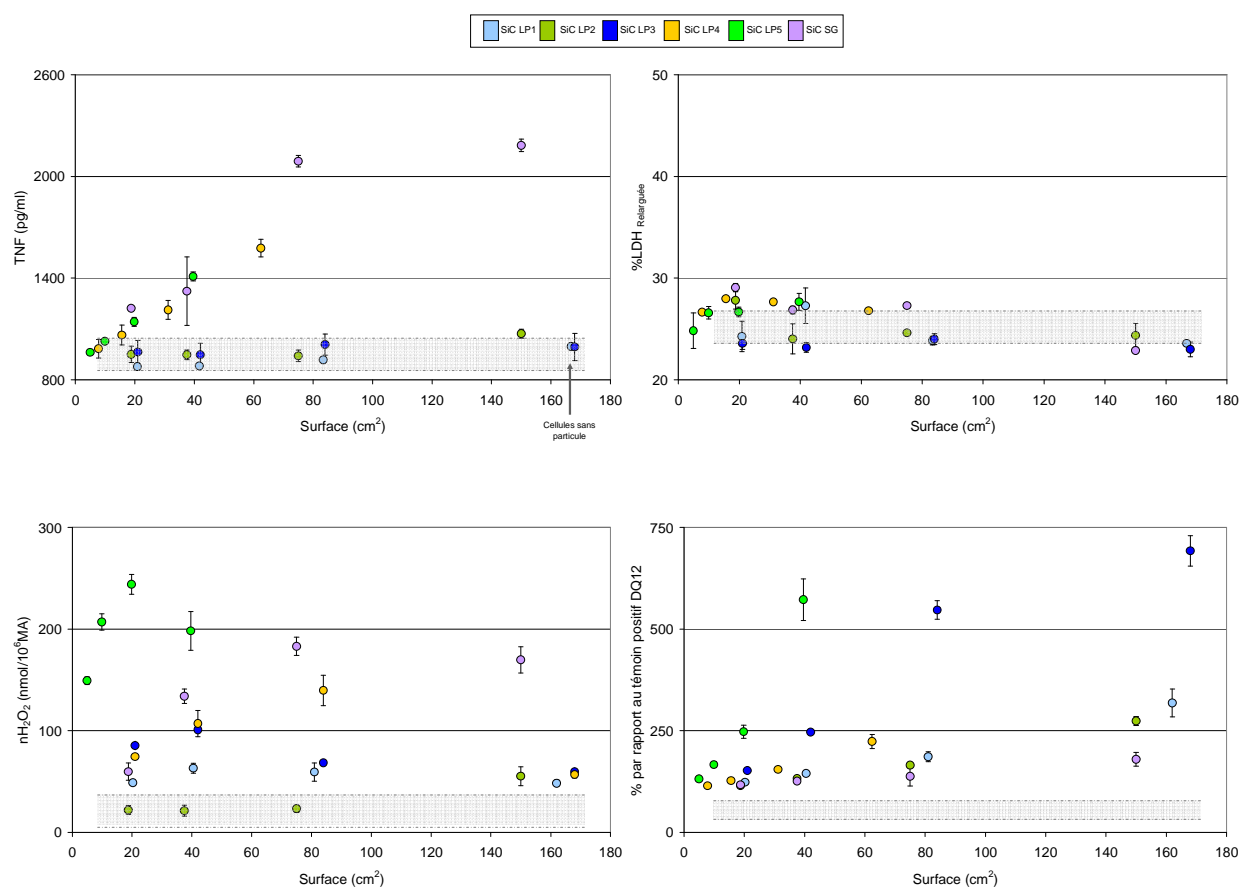 SiC LP1 SiC LP2 SiC LP3 SiC LP4 SiC LP5 SiC SG
2600
2000
1400
800
TNF (pg/ml)
0 20 40 60 80 100 120 140 160 180
Surface (cm²)
Cellules sans
particule
50
40
30
20
%LDH Relarguée
0 20 40 60 80 100 120 140 160 180
Surface (cm²)
300
200
100
0
nH₂O₂ (nmol/10⁶MA)
0 20 40 60 80 100 120 140 160 180
Surface (cm²)
750
500
250
0
% par rapport au témoin positif DQ12
0 20 40 60 80 100 120 140 160 180
Surface (cm²)